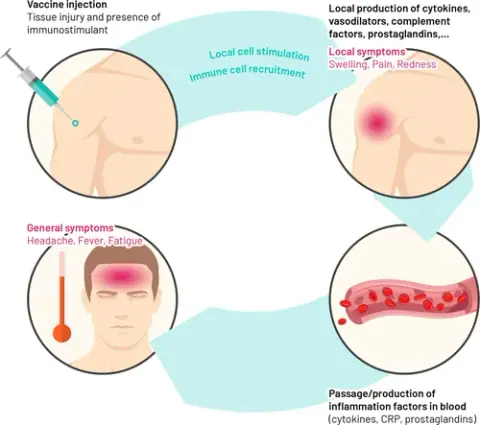 Vaccine injection
Tissue injury and presence of
immunostimulant
Local cell stimulation
Immune cell recruitment
Local production of cytokines,
vasodilators, complement
factors, prostaglandins,...
Local symptoms
Swelling, Pain, Redness
General symptoms
Headache, Fever, Fatigue
Passage/production of
inflammation factors in blood
(cytokines, CRP, prostaglandins)